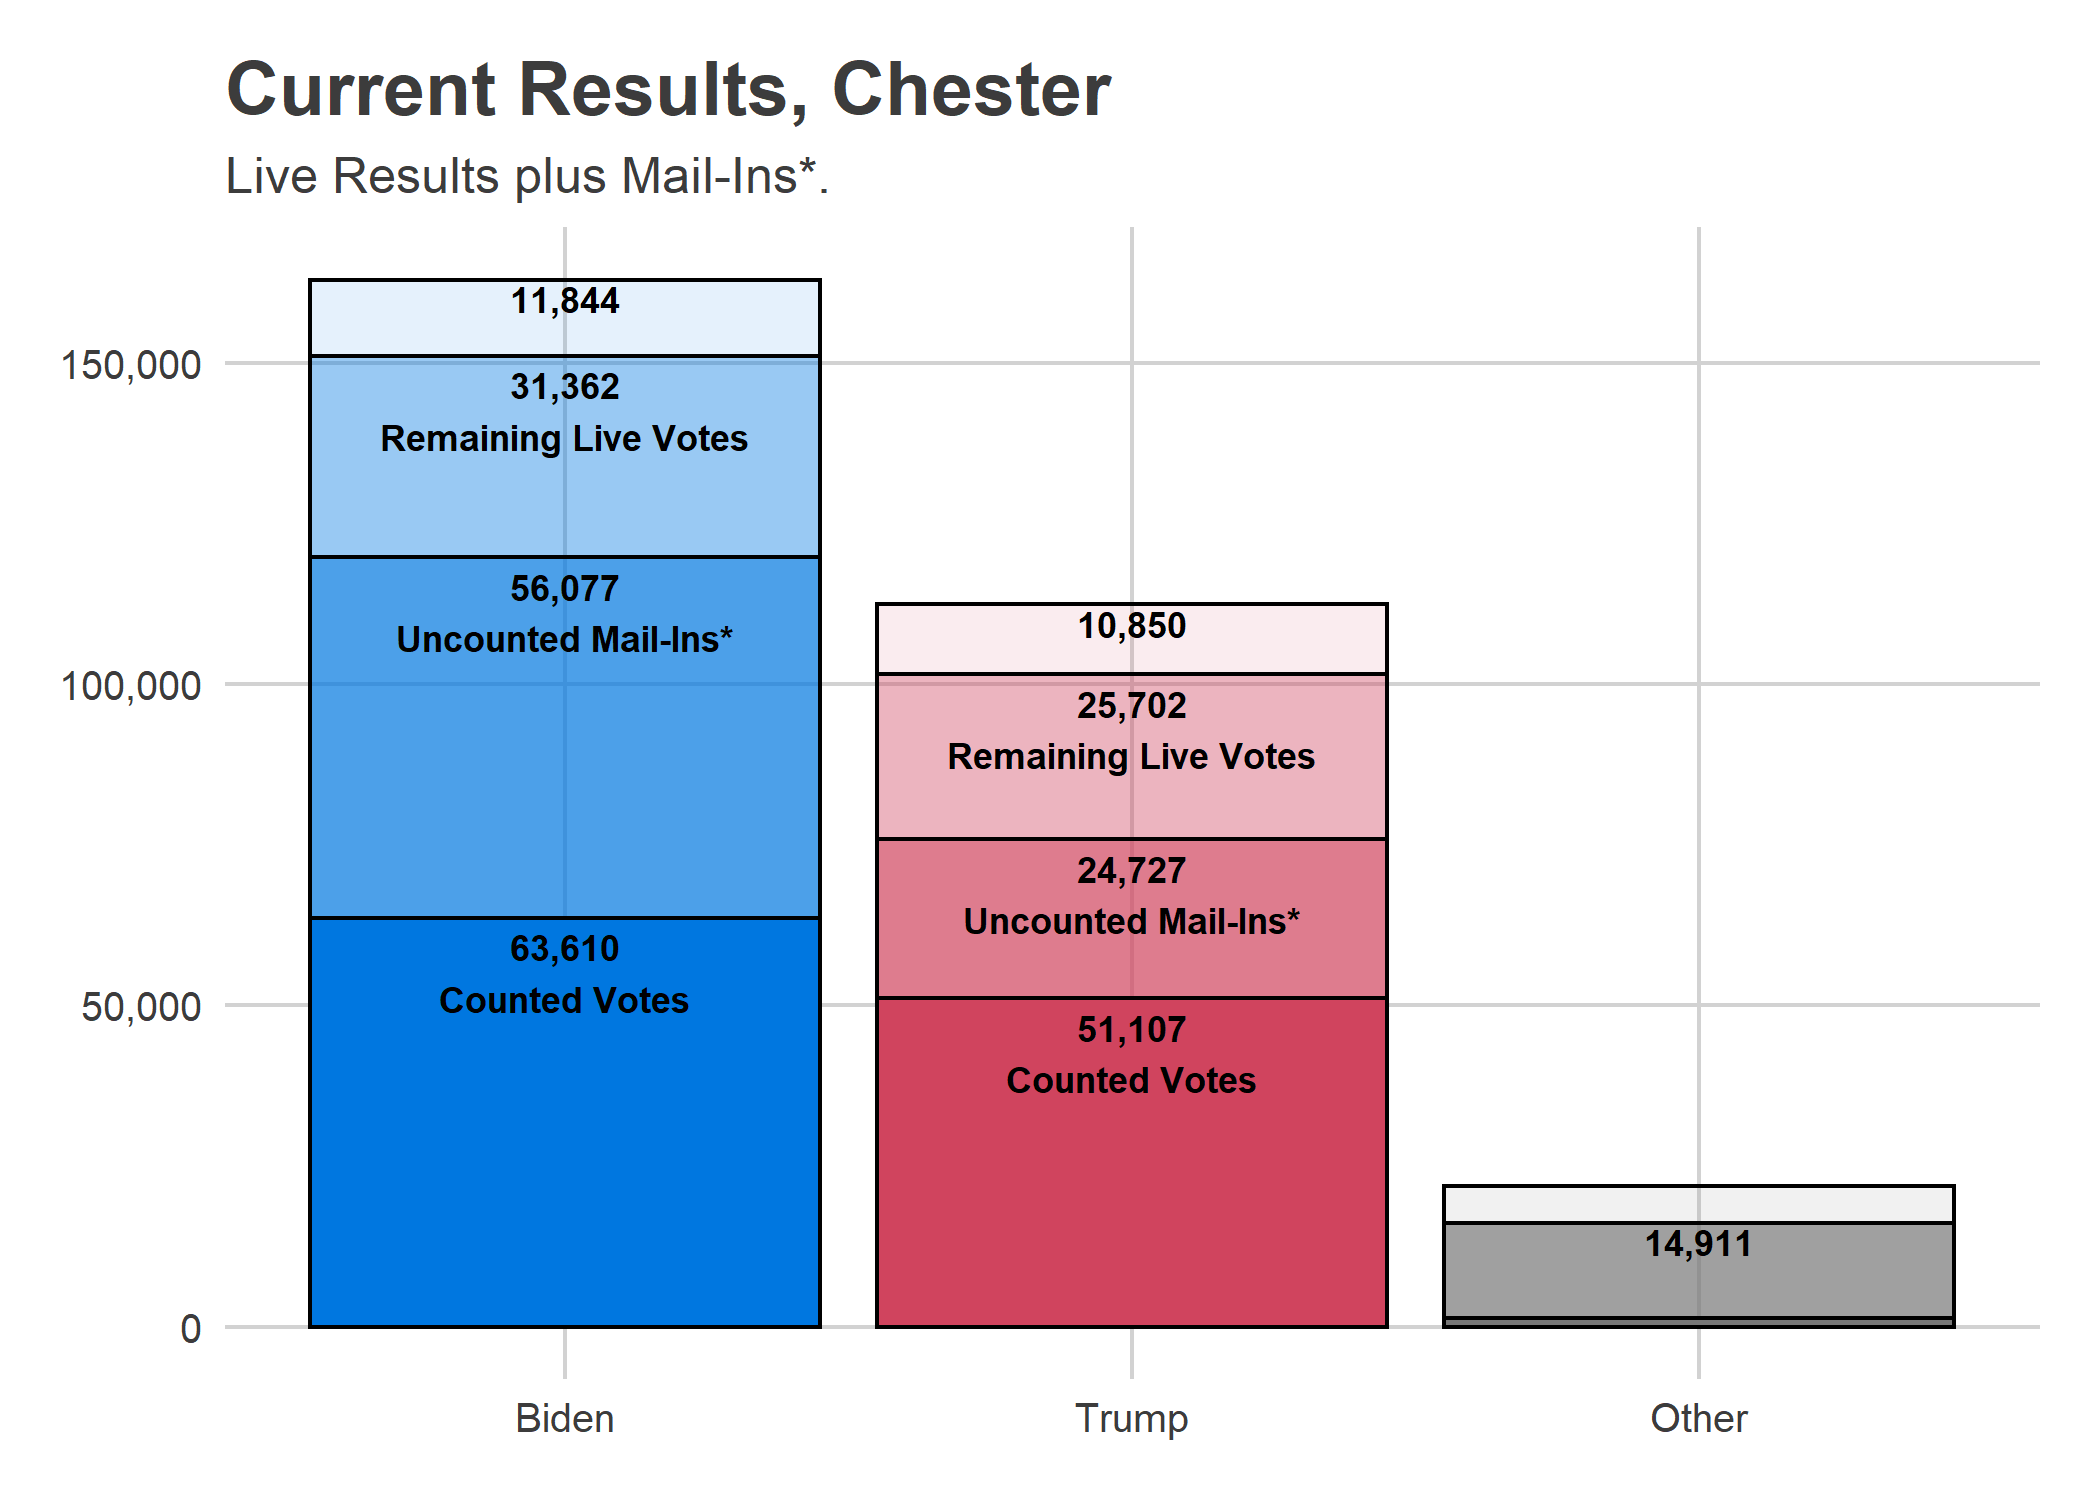 Current Results, Chester
Live Results plus Mail-Ins*.
150,000
100,000
50,000
0
11,844
31,362
Remaining Live Votes
56,077
Uncounted Mail-Ins*
63,610
Counted Votes
10,850
25,702
Remaining Live Votes
24,727
Uncounted Mail-Ins*
51,107
Counted Votes
14,911
Biden
Trump
Other